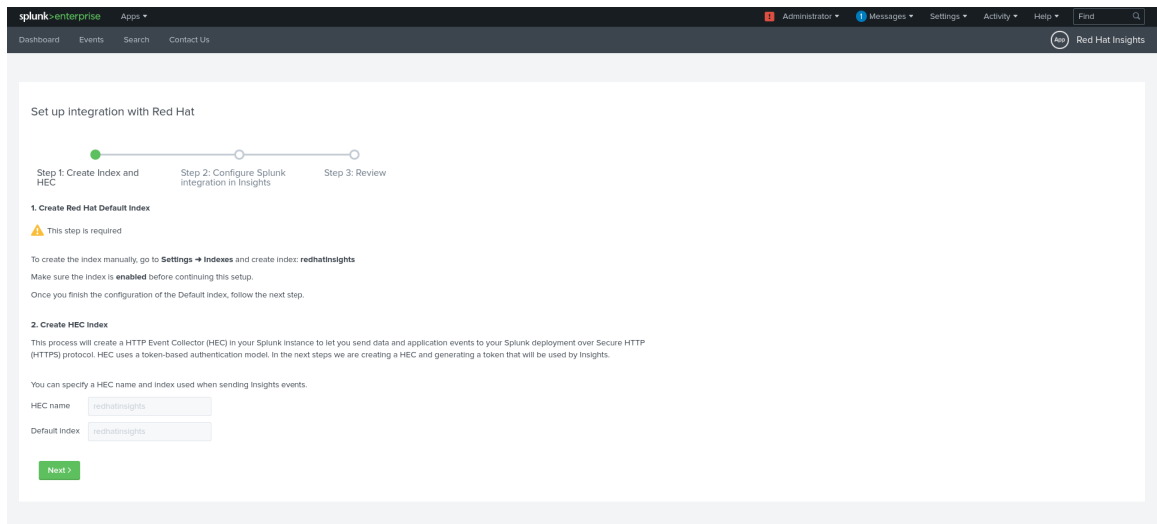 splunk>enterprise Apps ▾ ! Administrator ▾ 1 Messages ▾ Settings ▾ Activity ▾ Help ▾ Find
Dashboard Events Search Contact Us App Red Hat Insights
Set up integration with Red Hat
Step 1: Create Index and
HEC
Step 2: Configure Splunk
integration in Insights
Step 3: Review
1. Create Red Hat Default Index
This step is required
To create the index manually, go to Settings ➔ Indexes and create index: redhatinsights
Make sure the index is enabled before continuing this setup.
Once you finish the configuration of the Default index, follow the next step.
2. Create HEC Index
This process will create a HTTP Event Collector (HEC) in your Splunk instance to let you send data and application events to your Splunk deployment over Secure HTTP
(HTTPS) protocol. HEC uses a token-based authentication model. In the next steps we are creating a HEC and generating a token that will be used by Insights.
You can specify a HEC name and index used when sending Insights events.
HEC name redhatinsights
Default index redhatinsights
Next >